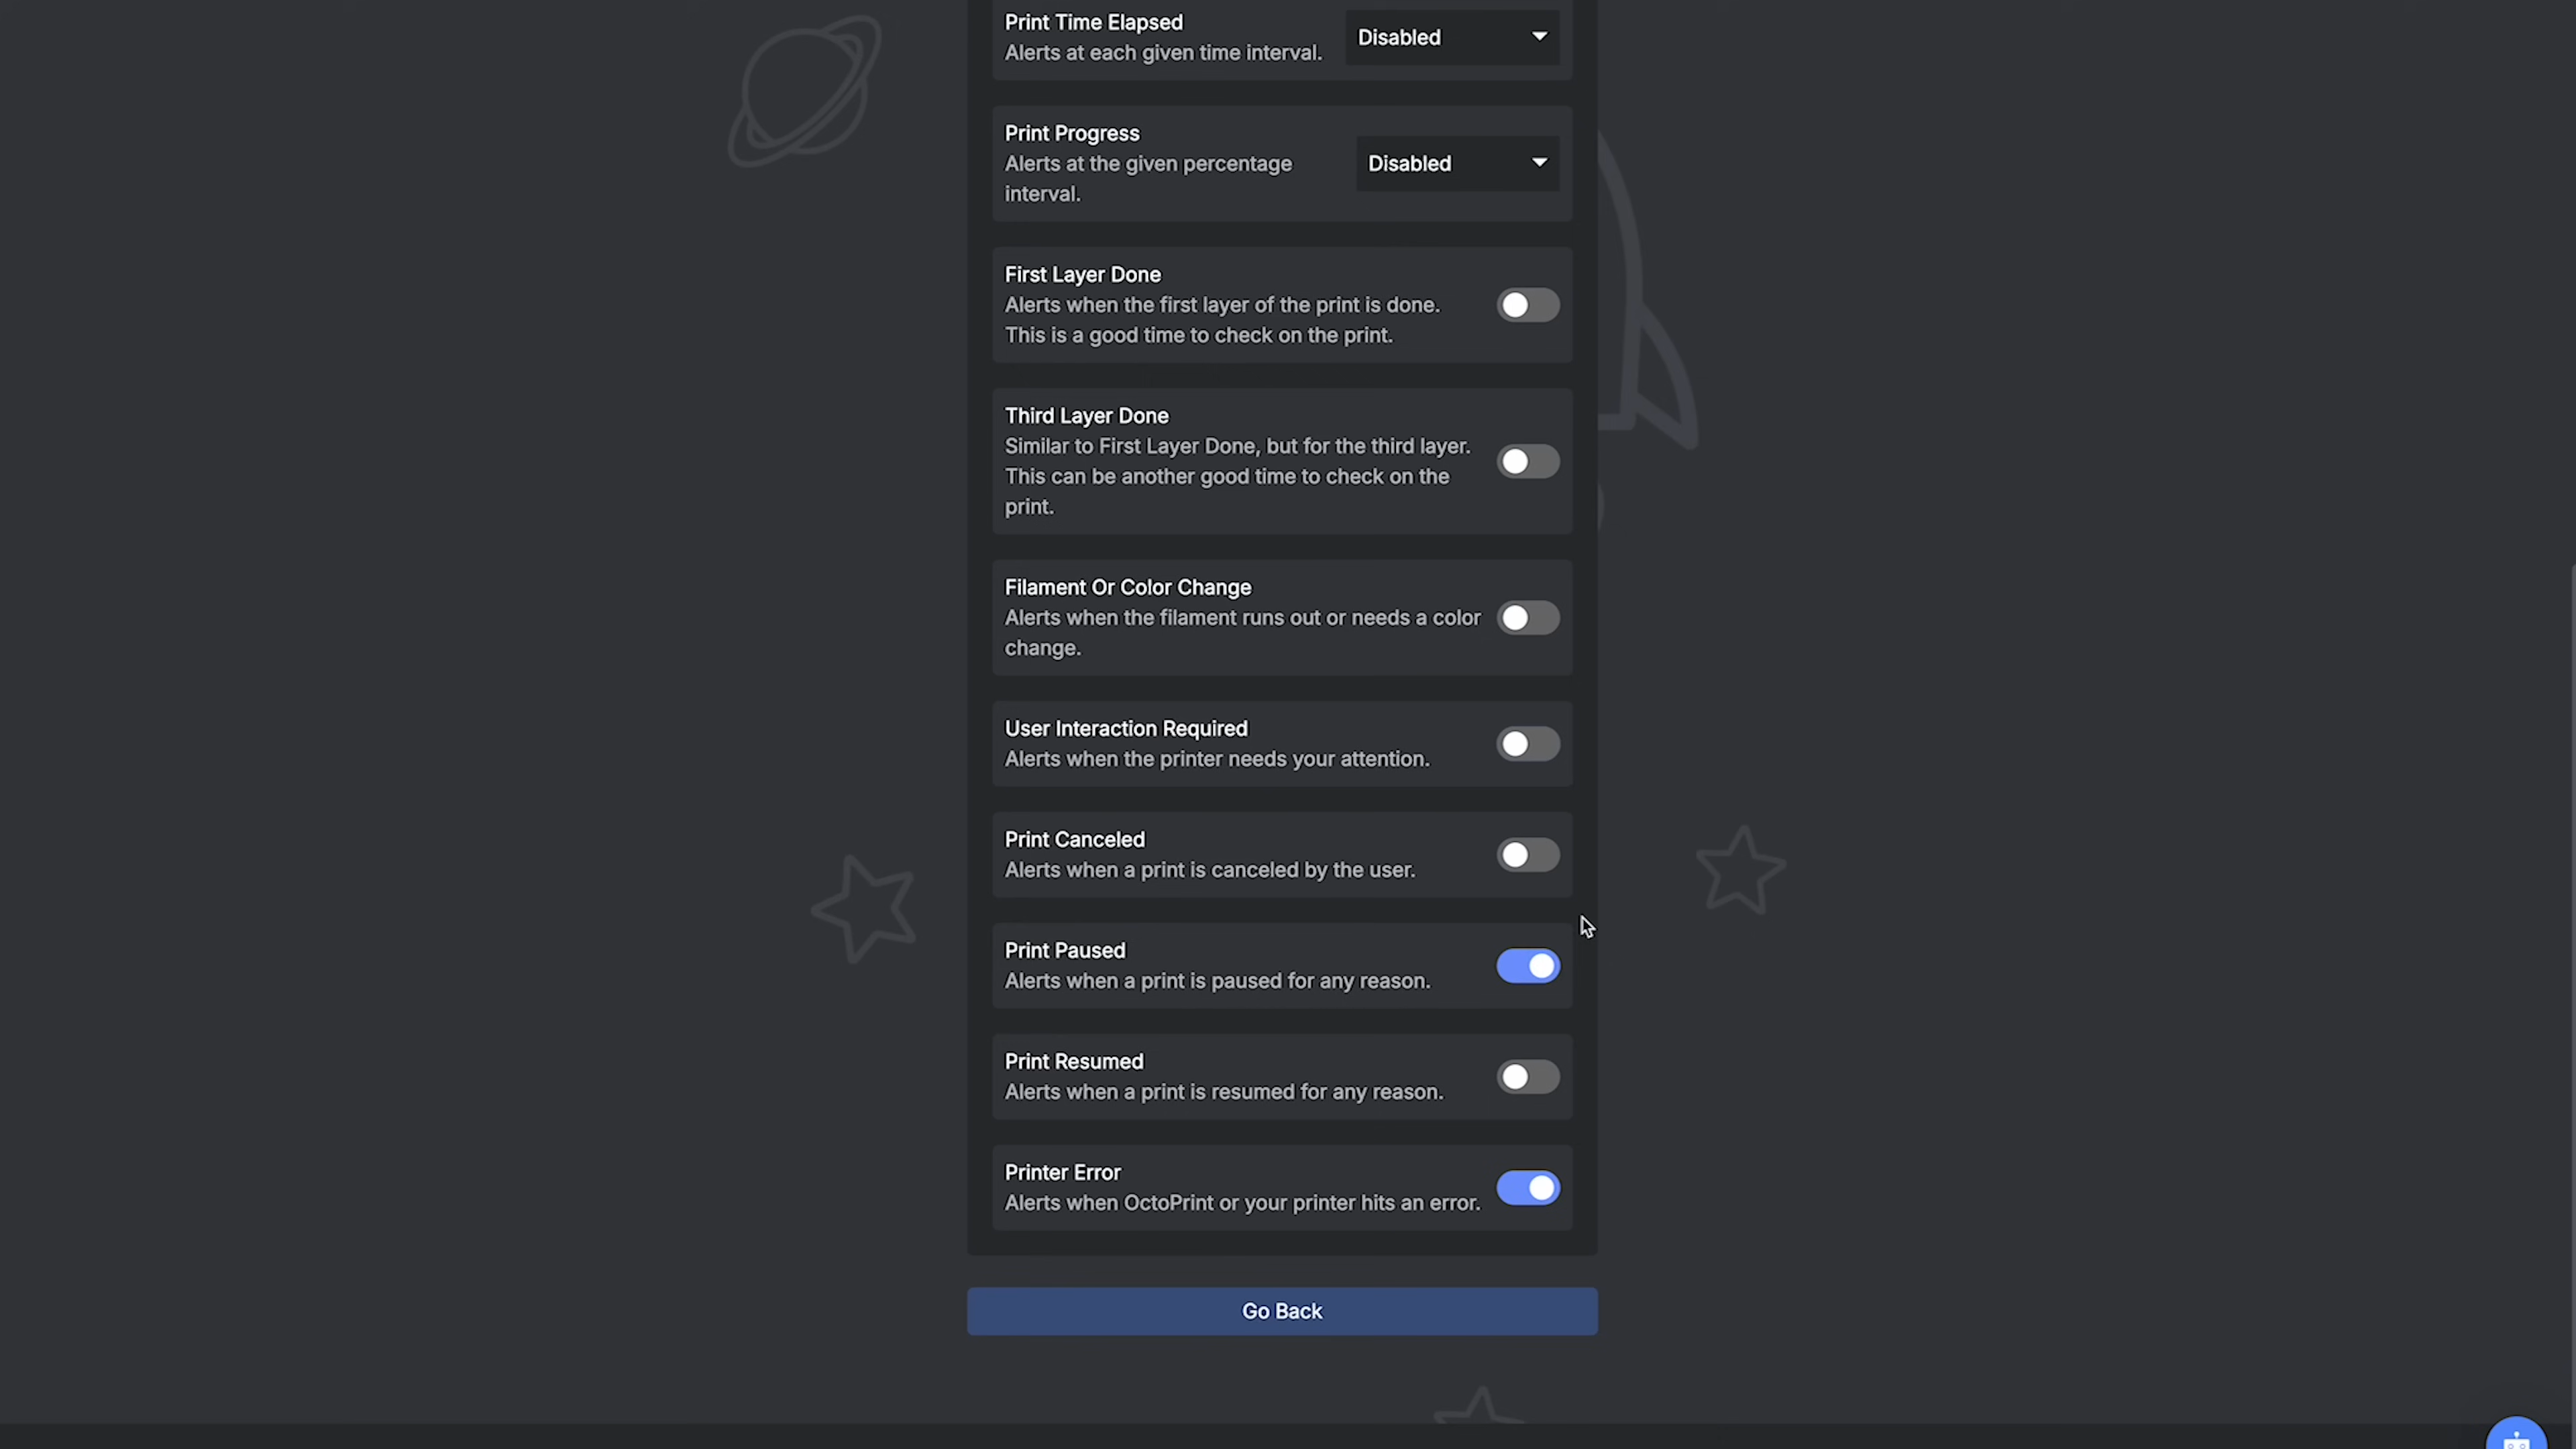 Print Time Elapsed
Alerts at each given time interval.
Disabled
Print Progress
Alerts at the given percentage
interval.
Disabled
First Layer Done
Alerts when the first layer of the print is done.
This is a good time to check on the print.
Third Layer Done
Similar to First Layer Done, but for the third layer.
This can be another good time to check on the
print.
Filament Or Color Change
Alerts when the filament runs out or needs a color
change.
User Interaction Required
Alerts when the printer needs your attention.
Print Canceled
Alerts when a print is canceled by the user.
Print Paused
Alerts when a print is paused for any reason.
Print Resumed
Alerts when a print is resumed for any reason.
Printer Error
Alerts when OctoPrint or your printer hits an error.
Go Back